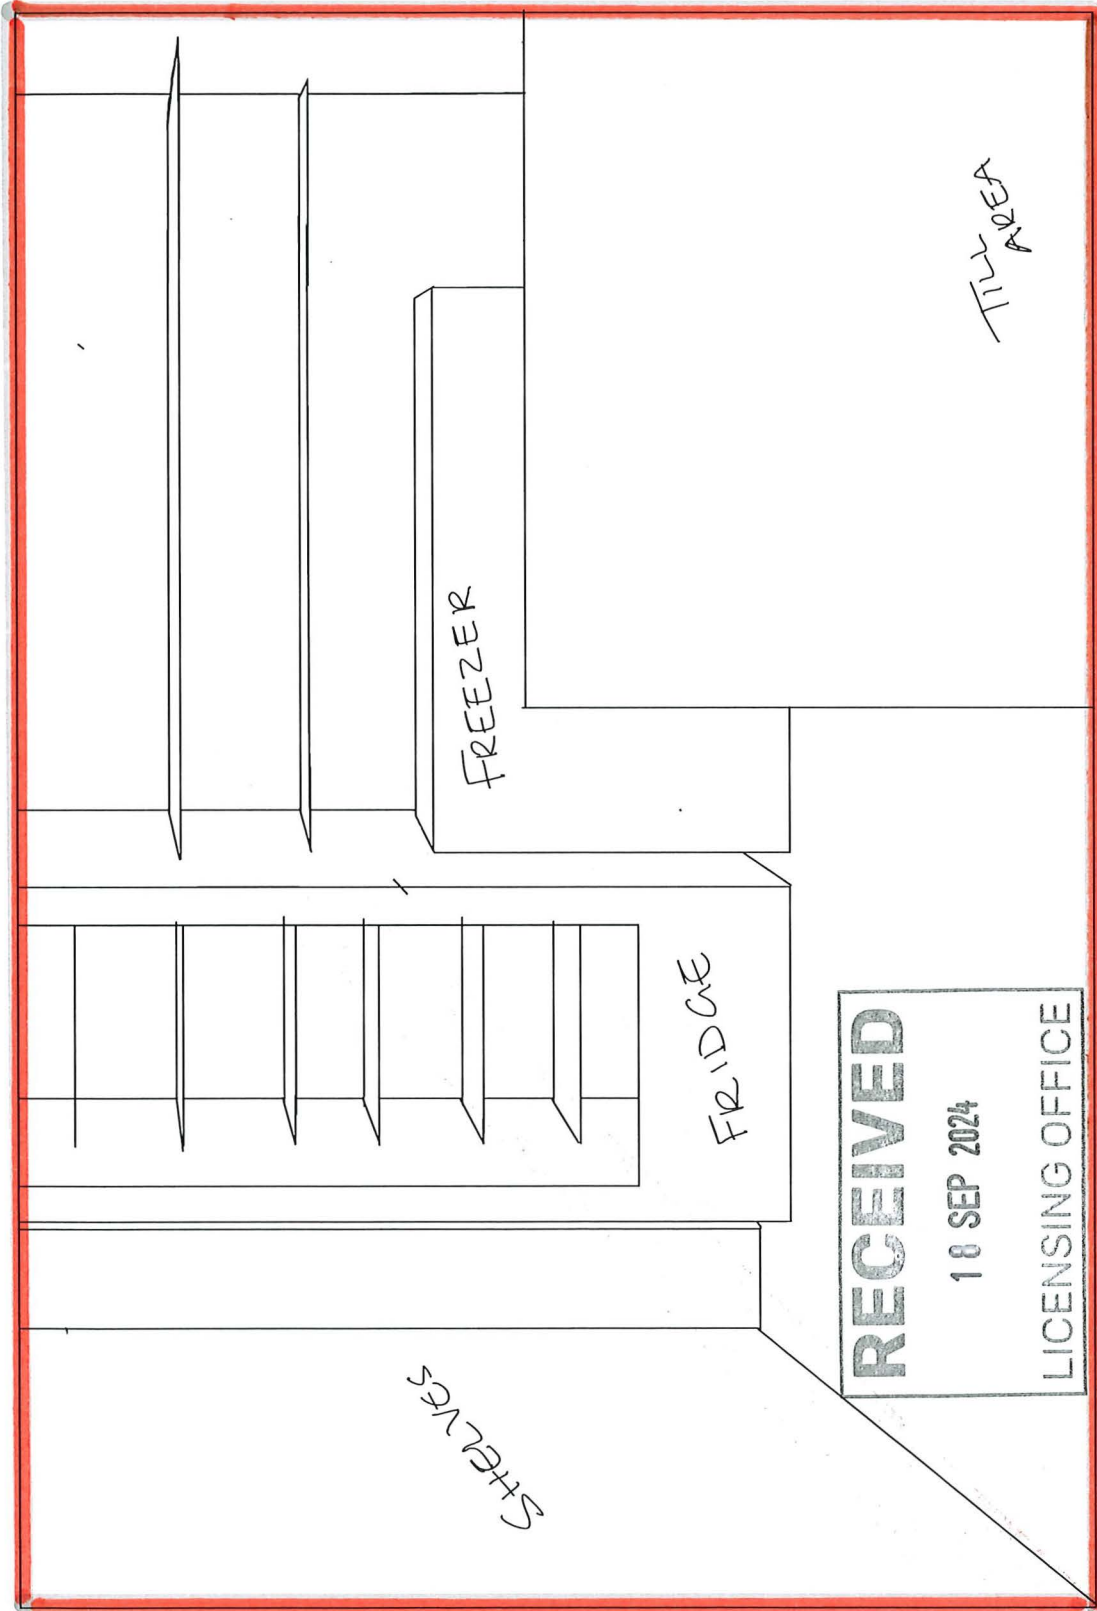 SHELVES
FRIDGE
FREEZER
TILL
AREA
RECEIVED
18 SEP 2024
LICENSING OFFICE